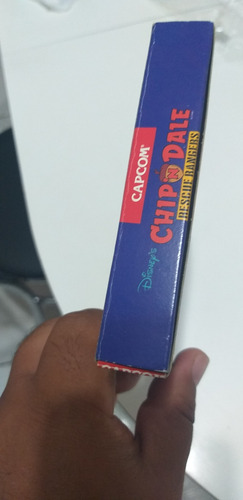 CAPCOM
Disney's
CHIP 'N DALE
RESCUE RANGERS